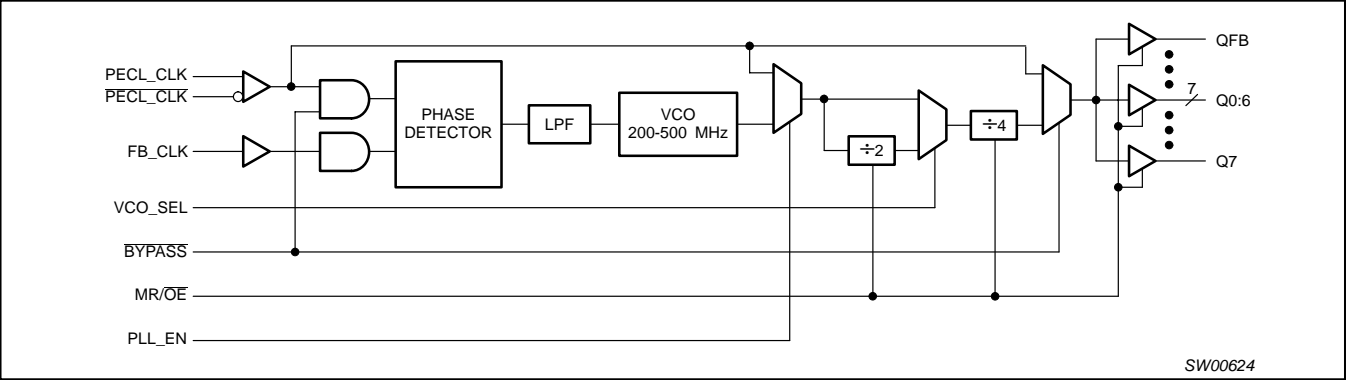 PECL_CLK
PECL_CLK
FB_CLK
VCO_SEL
BYPASS
MR/OE
PLL_EN
PHASE
DETECTOR
LPF
VCO
200-500 MHz
÷2
÷4
QFB
7
Q0:6
Q7
SW00624